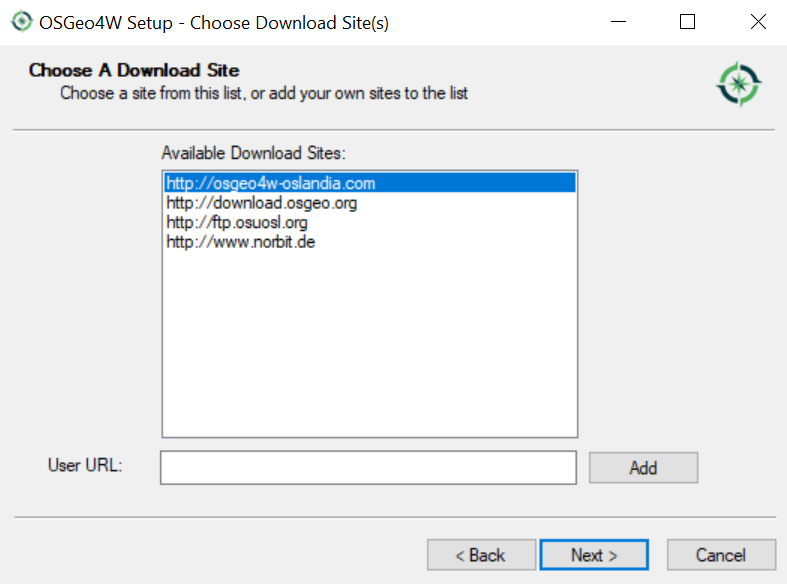 OSGeo4W Setup - Choose Download Site(s)
Choose A Download Site
Choose a site from this list, or add your own sites to the list
Available Download Sites:
http://osgeo4w-oslandia.com
http://download.osgeo.org
http://ftp.osuosl.org
http://www.norbit.de
User URL:
Add
< Back
Next >
Cancel